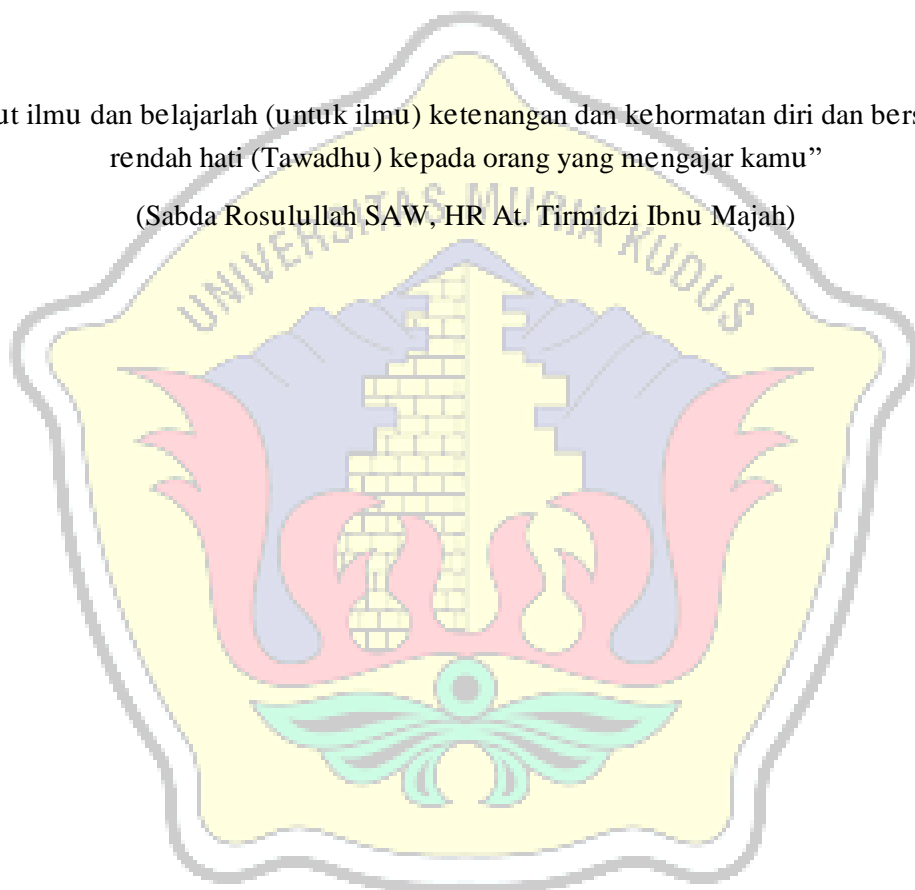 ut ilmu dan belajarlah (untuk ilmu) ketenangan dan kehormatan diri dan bers
rendah hati (Tawadhu) kepada orang yang mengajar kamu”
(Sabda Rosulullah SAW, HR At. Tirmidzi Ibnu Majah)
UNIVERSITAS MURIA KUDUS